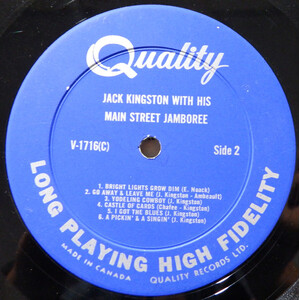 Quality
JACK KINGSTON WITH HIS
MAIN STREET JAMBOREE
V-1716(C) Side 2
1. BRIGHT LIGHTS GROW DIM (K. Naack)
2. GO AWAY & LEAVE ME (J. Kingston - Ambeault)
3. YODELING COWBOY (J. Kingston)
4. CASTLE OF CARDS (Chafee - Kingston)
5. I GOT THE BLUES (J. Kingston)
6. A PICKIN' & A SINGIN' (J. Kingston)
LONG PLAYING HIGH FIDELITY
MADE IN CANADA QUALITY RECORDS LTD.